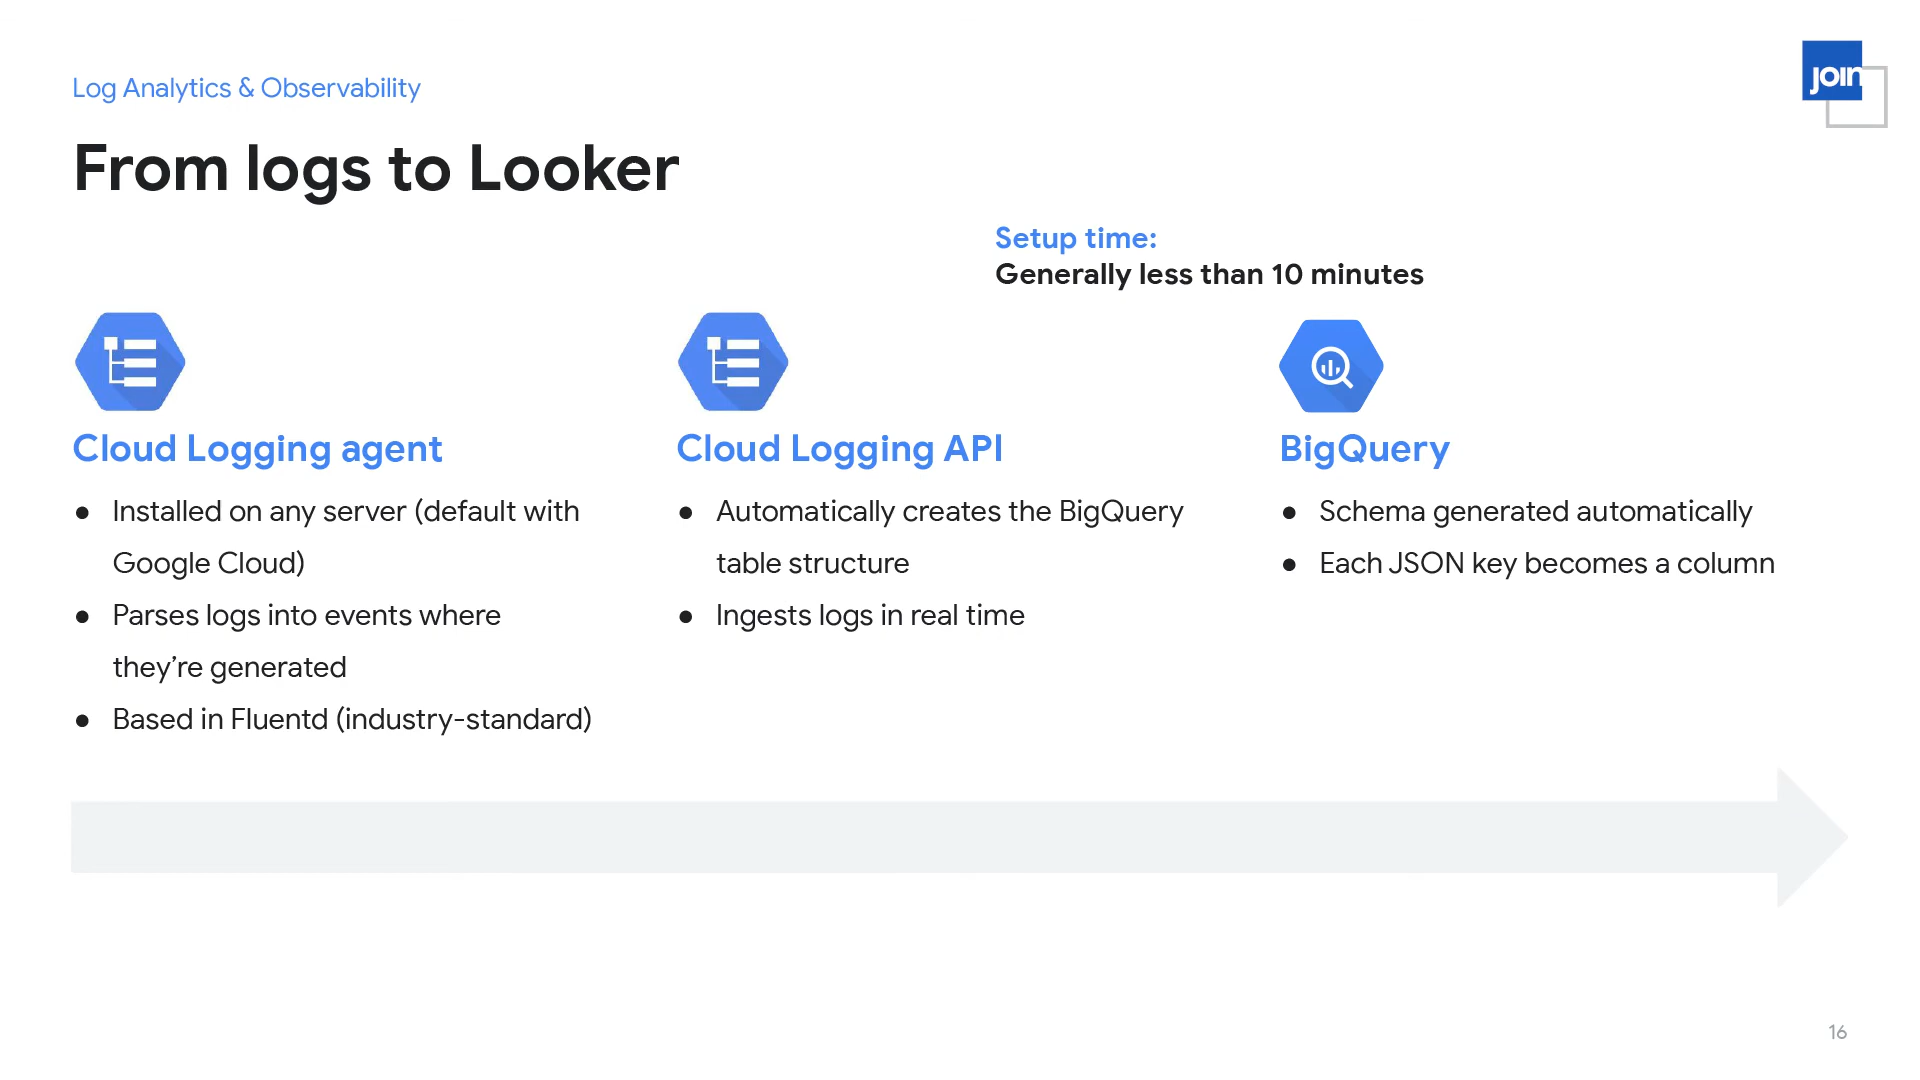 Log Analytics & Observability
join
From logs to Looker
Setup time:
Generally less than 10 minutes
Cloud Logging agent
● Installed on any server (default with
Google Cloud)
● Parses logs into events where
they’re generated
● Based in Fluentd (industry-standard)
Cloud Logging API
● Automatically creates the BigQuery
table structure
● Ingests logs in real time
BigQuery
● Schema generated automatically
● Each JSON key becomes a column
16